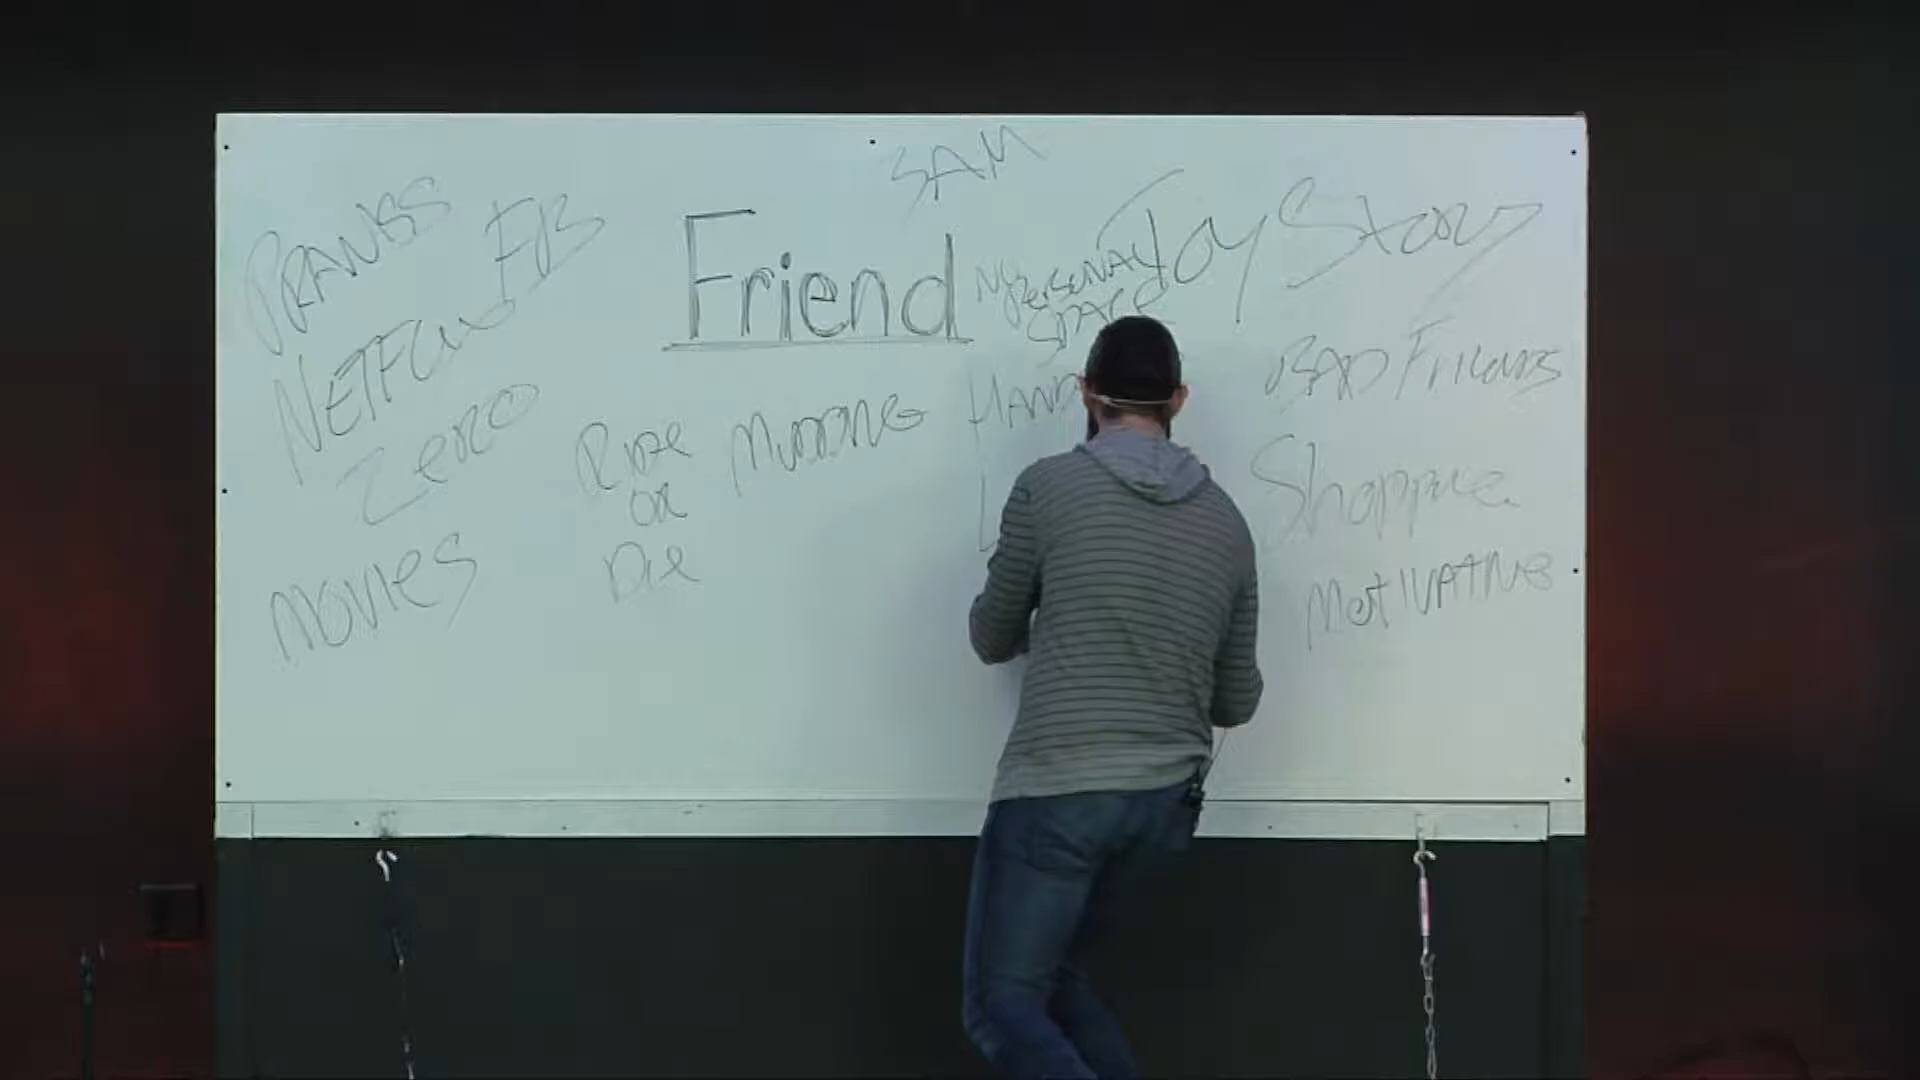 SAM
PRANKS
FB
Friend
NO
PERSONAL
SPACE
Toy Story
NETFLIX
ZERO
RIDE
OR
DIE
MUDDING
BAD FRIENDS
Shopping
MOVIES
MOTIVATING